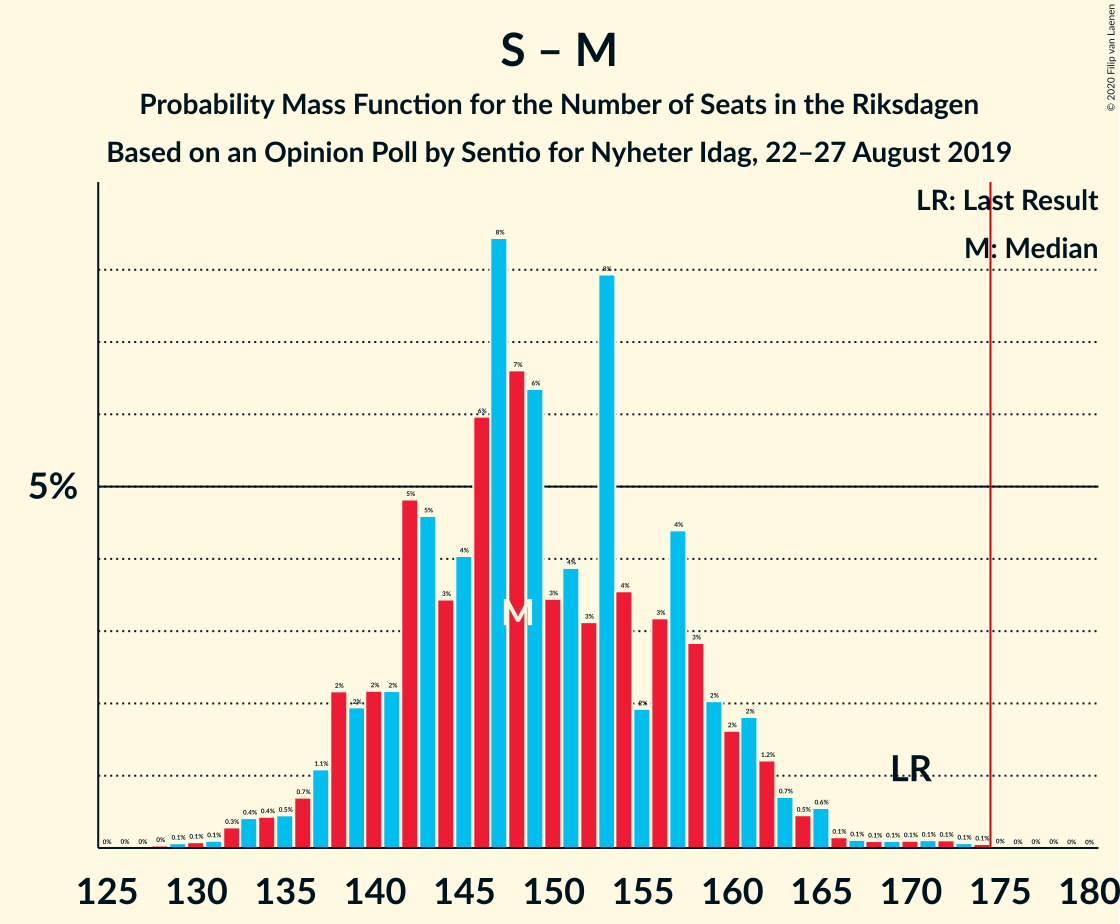 S – M
Probability Mass Function for the Number of Seats in the Riksdagen
Based on an Opinion Poll by Sentio for Nyheter Idag, 22–27 August 2019
© 2020 Filip van Laenen
LR: Last Result
M: Median
5%
0% 0% 0% 0% 0.1% 0.1% 0.1% 0.3% 0.4% 0.4% 0.5% 0.7% 1.1% 2% 2% 2% 2% 5% 5% 3% 4% 6% 8% 7% 6% 3% 4% 3% 8% 4% 2% 3% 4% 3% 2% 2% 2% 1.2% 0.7% 0.5% 0.6% 0.1% 0.1% 0.1% 0.1% 0.1% 0.1% 0.1% 0.1% 0.1% 0% 0% 0% 0% 0% 0%
M
LR
125 130 135 140 145 150 155 160 165 170 175 180